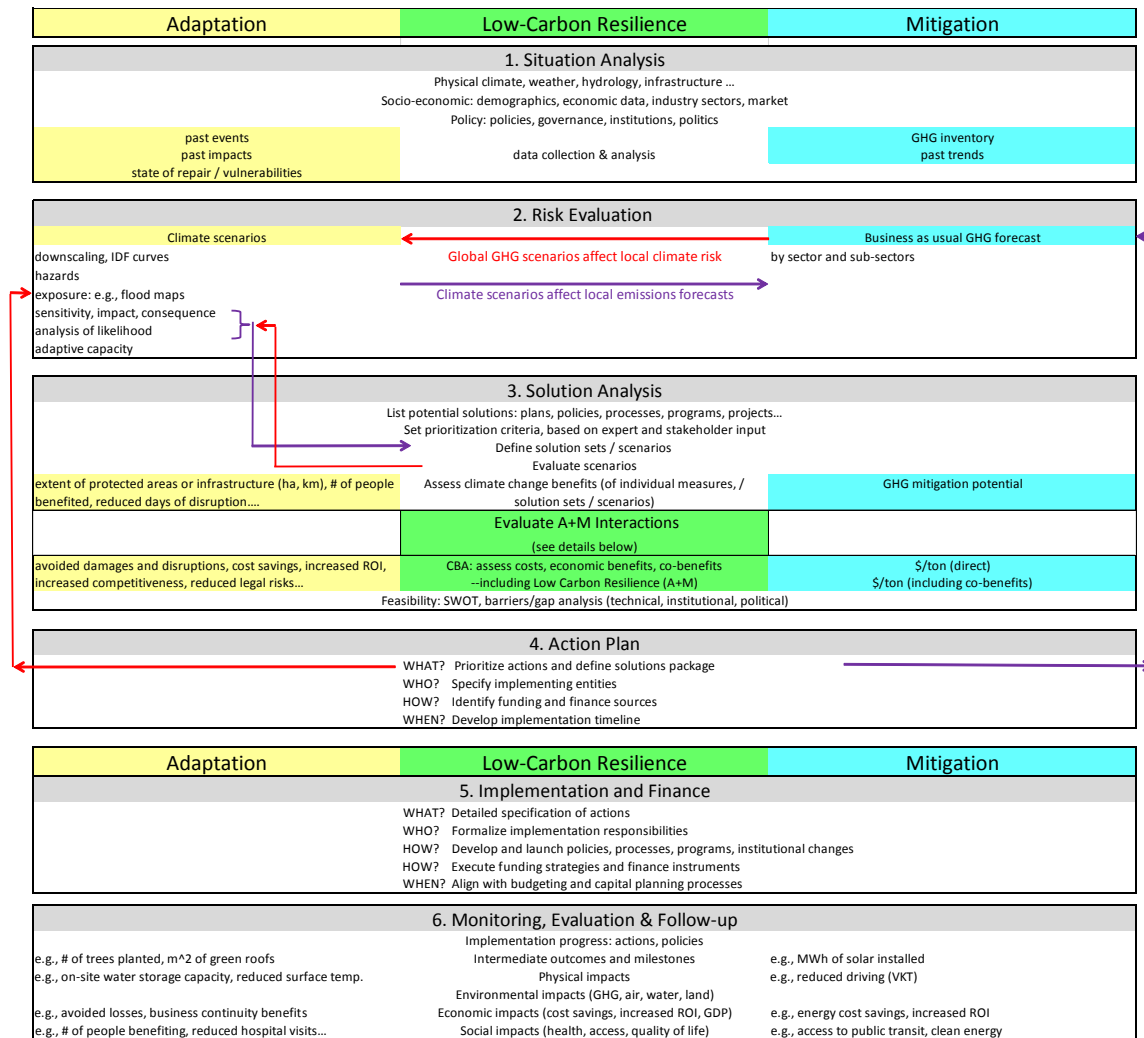 Adaptation Low-Carbon Resilience Mitigation
1. Situation Analysis
Physical climate, weather, hydrology, infrastructure …
Socio-economic: demographics, economic data, industry sectors, market
Policy: policies, governance, institutions, politics
past events GHG inventory
past impacts data collection & analysis past trends
state of repair / vulnerabilities
2. Risk Evaluation
Climate scenarios Business as usual GHG forecast
downscaling, IDF curves Global GHG scenarios affect local climate risk by sector and sub-sectors
hazards
exposure: e.g., flood maps Climate scenarios affect local emissions forecasts
sensitivity, impact, consequence
analysis of likelihood
adaptive capacity
3. Solution Analysis
List potential solutions: plans, policies, processes, programs, projects…
Set prioritization criteria, based on expert and stakeholder input
Define solution sets / scenarios
Evaluate scenarios
extent of protected areas or infrastructure (ha, km), # of people Assess climate change benefits (of individual measures, / GHG mitigation potential
benefited, reduced days of disruption…. solution sets / scenarios)
Evaluate A+M Interactions
(see details below)
avoided damages and disruptions, cost savings, increased ROI, CBA: assess costs, economic benefits, co-benefits $/ton (direct)
increased competitiveness, reduced legal risks… --including Low Carbon Resilience (A+M) $/ton (including co-benefits)
Feasibility: SWOT, barriers/gap analysis (technical, institutional, political)
4. Action Plan
WHAT? Prioritize actions and define solutions package
WHO? Specify implementing entities
HOW? Identify funding and finance sources
WHEN? Develop implementation timeline
Adaptation Low-Carbon Resilience Mitigation
5. Implementation and Finance
WHAT? Detailed specification of actions
WHO? Formalize implementation responsibilities
HOW? Develop and launch policies, processes, programs, institutional changes
HOW? Execute funding strategies and finance instruments
WHEN? Align with budgeting and capital planning processes
6. Monitoring, Evaluation & Follow-up
Implementation progress: actions, policies
e.g., # of trees planted, m^2 of green roofs Intermediate outcomes and milestones e.g., MWh of solar installed
e.g., on-site water storage capacity, reduced surface temp. Physical impacts e.g., reduced driving (VKT)
Environmental impacts (GHG, air, water, land)
e.g., avoided losses, business continuity benefits Economic impacts (cost savings, increased ROI, GDP) e.g., energy cost savings, increased ROI
e.g., # of people benefiting, reduced hospital visits… Social impacts (health, access, quality of life) e.g., access to public transit, clean energy